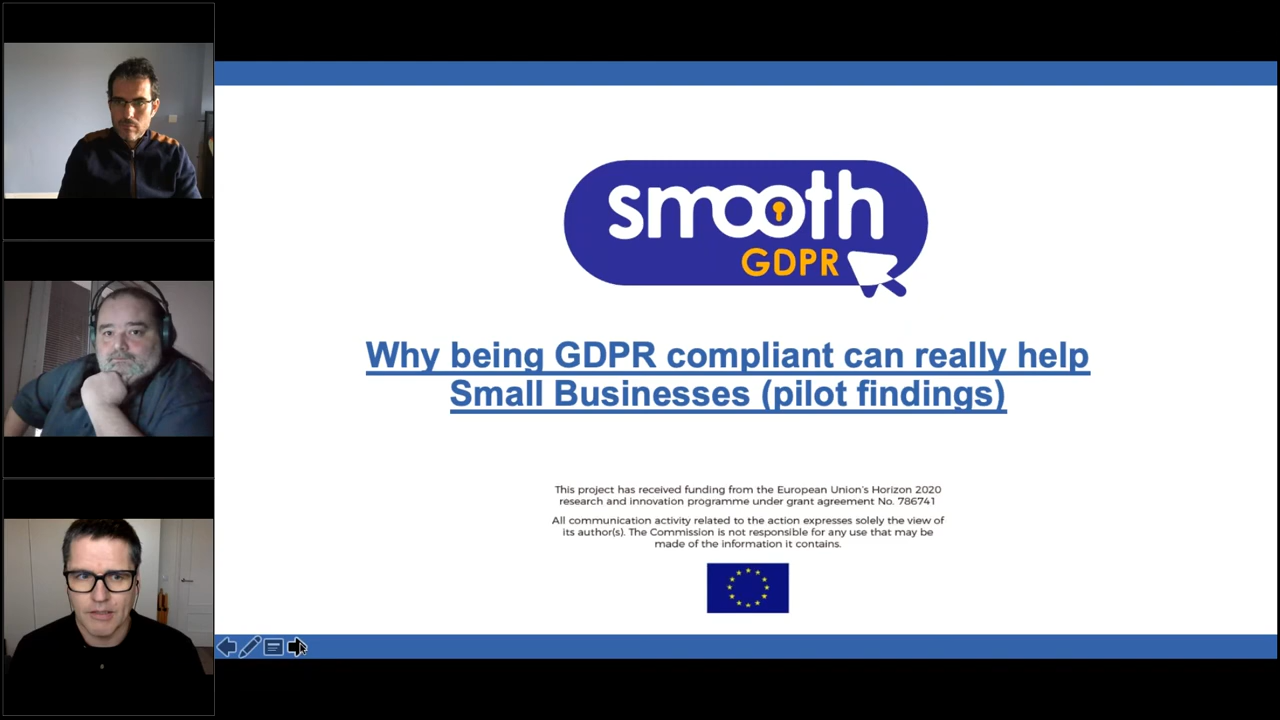 smooth
GDPR
Why being GDPR compliant can really help
Small Businesses (pilot findings)
This project has received funding from the European Union's Horizon 2020
research and innovation programme under grant agreement No. 786741
All communication activity related to the action expresses solely the view of
its author(s). The Commission is not responsible for any use that may be
made of the information it contains.